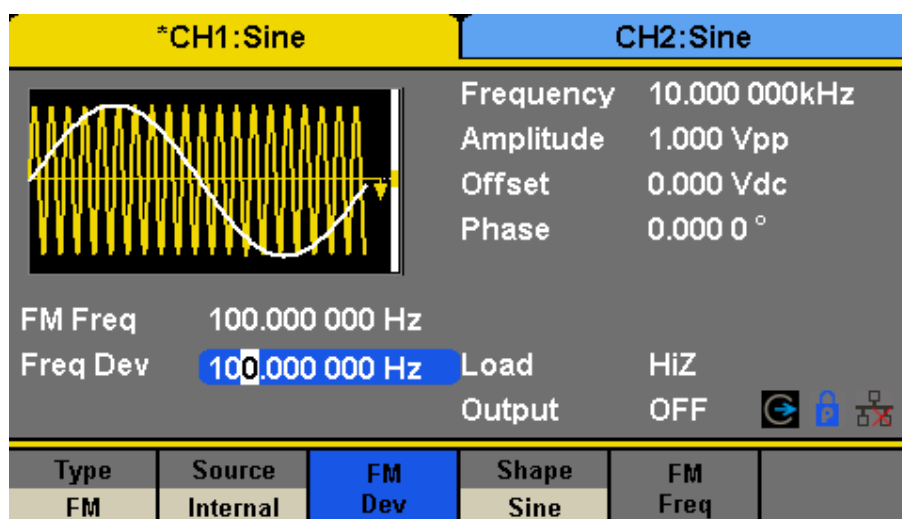 *CH1:Sine
CH2:Sine
Frequency 10.000 000kHz
Amplitude 1.000 Vpp
Offset 0.000 Vdc
Phase 0.000 0 °
FM Freq 100.000 000 Hz
Freq Dev 100.000 000 Hz
Load HiZ
Output OFF
P
Type
FM
Source
Internal
FM
Dev
Shape
Sine
FM
Freq